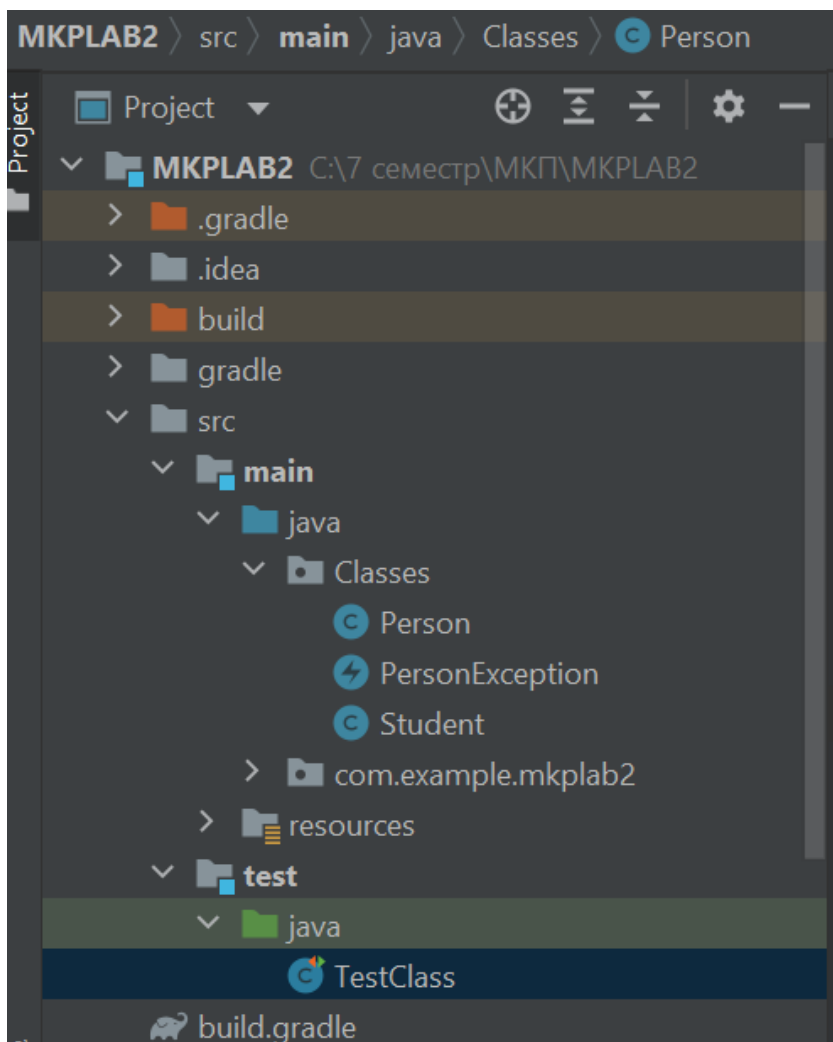 MKPLAB2 〉 src 〉 main 〉 java 〉 Classes 〉 C Person
Project
Project
MKPLAB2 C:\7 семестр\МКП\MKPLAB2
.gradle
.idea
build
gradle
src
main
java
Classes
C Person
PersonException
C Student
com.example.mkplab2
resources
test
java
C TestClass
build.gradle